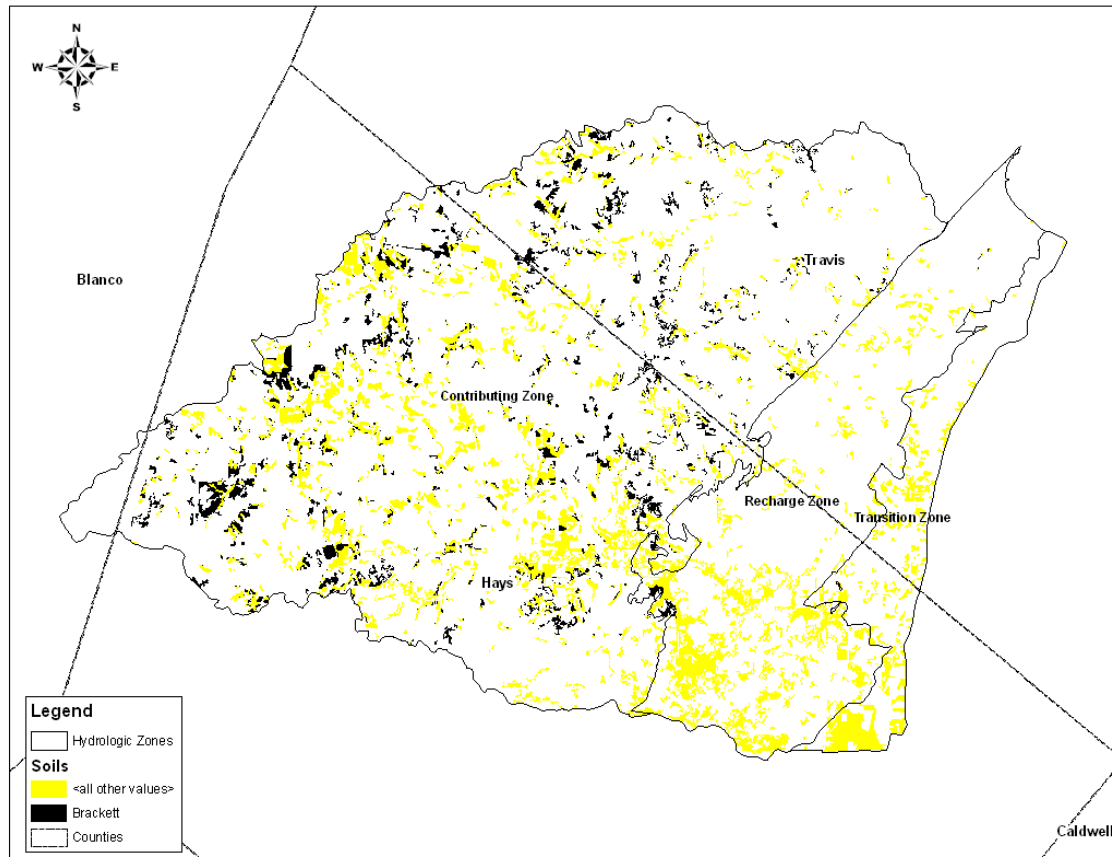 N
W E
S
Travis
Blanco
Contributing Zone
Recharge Zone
Transition Zone
Hays
Legend
Hydrologic Zones
Soils
<all other values>
Brackett
Counties
Caldwell